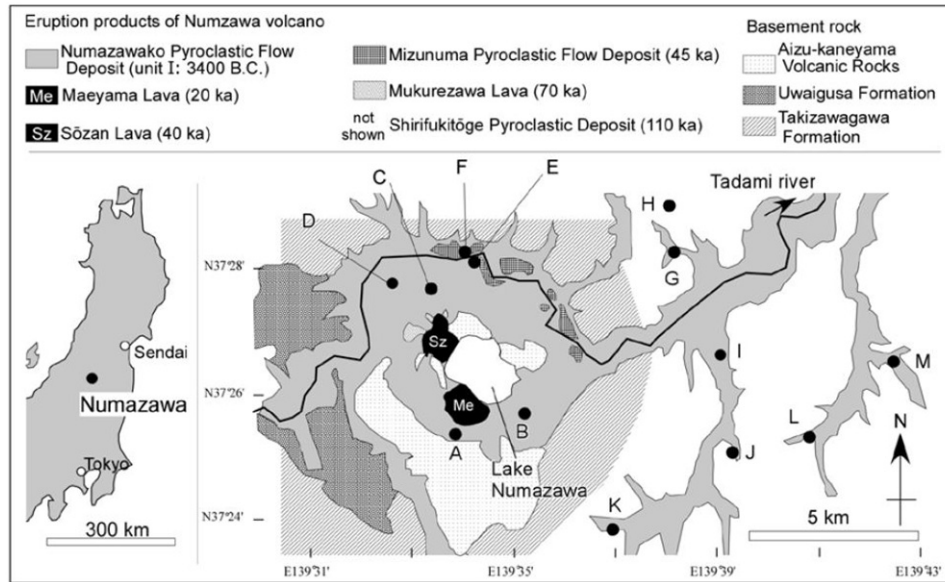 Eruption products of Numzawa volcano
Numazawako Pyroclastic Flow
Deposit (unit I: 3400 B.C.)
Me Maeyama Lava (20 ka)
Sz Sōzan Lava (40 ka)
Mizunuma Pyroclastic Flow Deposit (45 ka)
Mukurezawa Lava (70 ka)
not
shown Shirifukitōge Pyroclastic Deposit (110 ka)
Basement rock
Aizu-kaneyama
Volcanic Rocks
Uwaigusa Formation
Takizawagawa
Formation
Sendai
Numazawa
Tokyo
300 km
F
E
C
D
H
Tadami river
G
N37°28'
Sz
I
M
N37°26'
Me
B
A
L
N
J
Lake
Numazawa
K
N37°24'
5 km
E139°31'
E139°35'
E139°39'
E139°43'